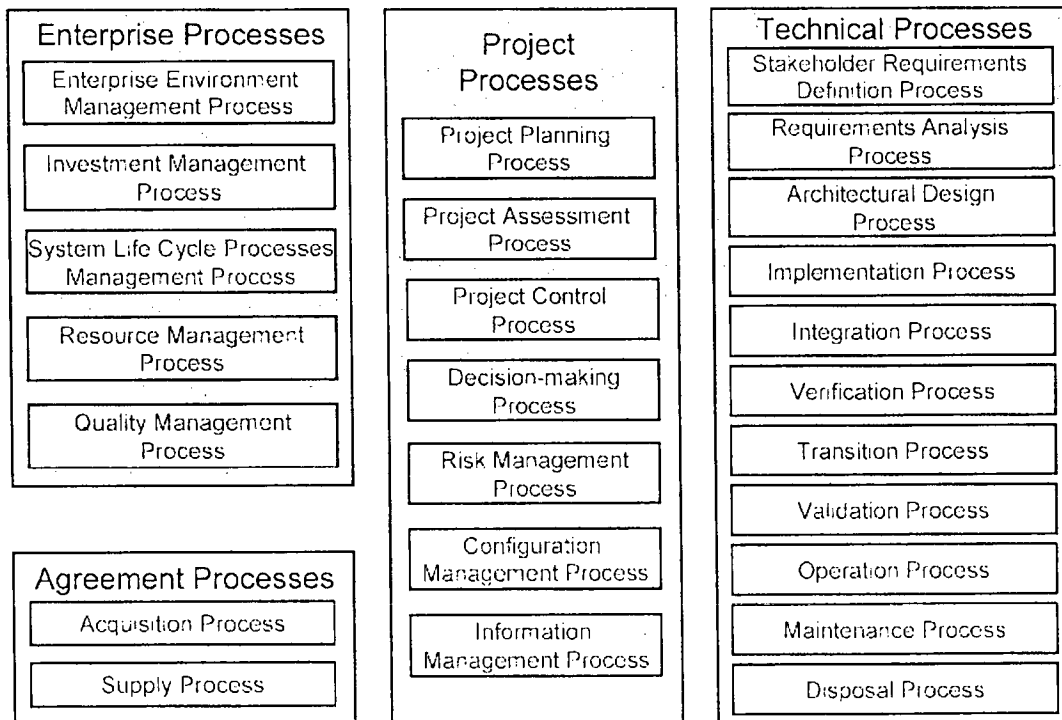 Enterprise Processes
Enterprise Environment
Management Process
Investment Management
Process
System Life Cycle Processes
Management Process
Resource Management
Process
Quality Management
Process
Agreement Processes
Acquisition Process
Supply Process
Project
Processes
Project Planning
Process
Project Assessment
Process
Project Control
Process
Decision-making
Process
Risk Management
Process
Configuration
Management Process
Information
Management Process
Technical Processes
Stakeholder Requirements
Definition Process
Requirements Analysis
Process
Architectural Design
Process
Implementation Process
Integration Process
Verification Process
Transition Process
Validation Process
Operation Process
Maintenance Process
Disposal Process